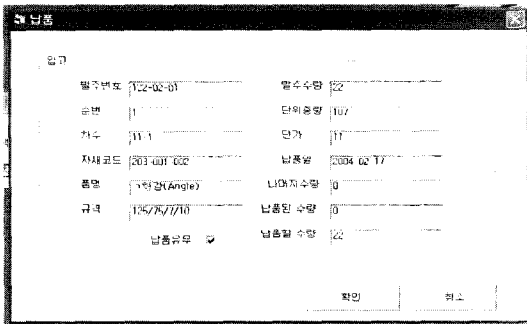 납품
입고
발주번호 122-02-01 발주수량 22
순번 1 단위중량 107
차수 11-1 단가 11
자재코드 203-001-002 납품일 2004-02-17
품명 (Angle) 나머지수량 0
규격 125/75/7/10 납품된 수량 0
납품유무 납품할 수량 22
확인 취소